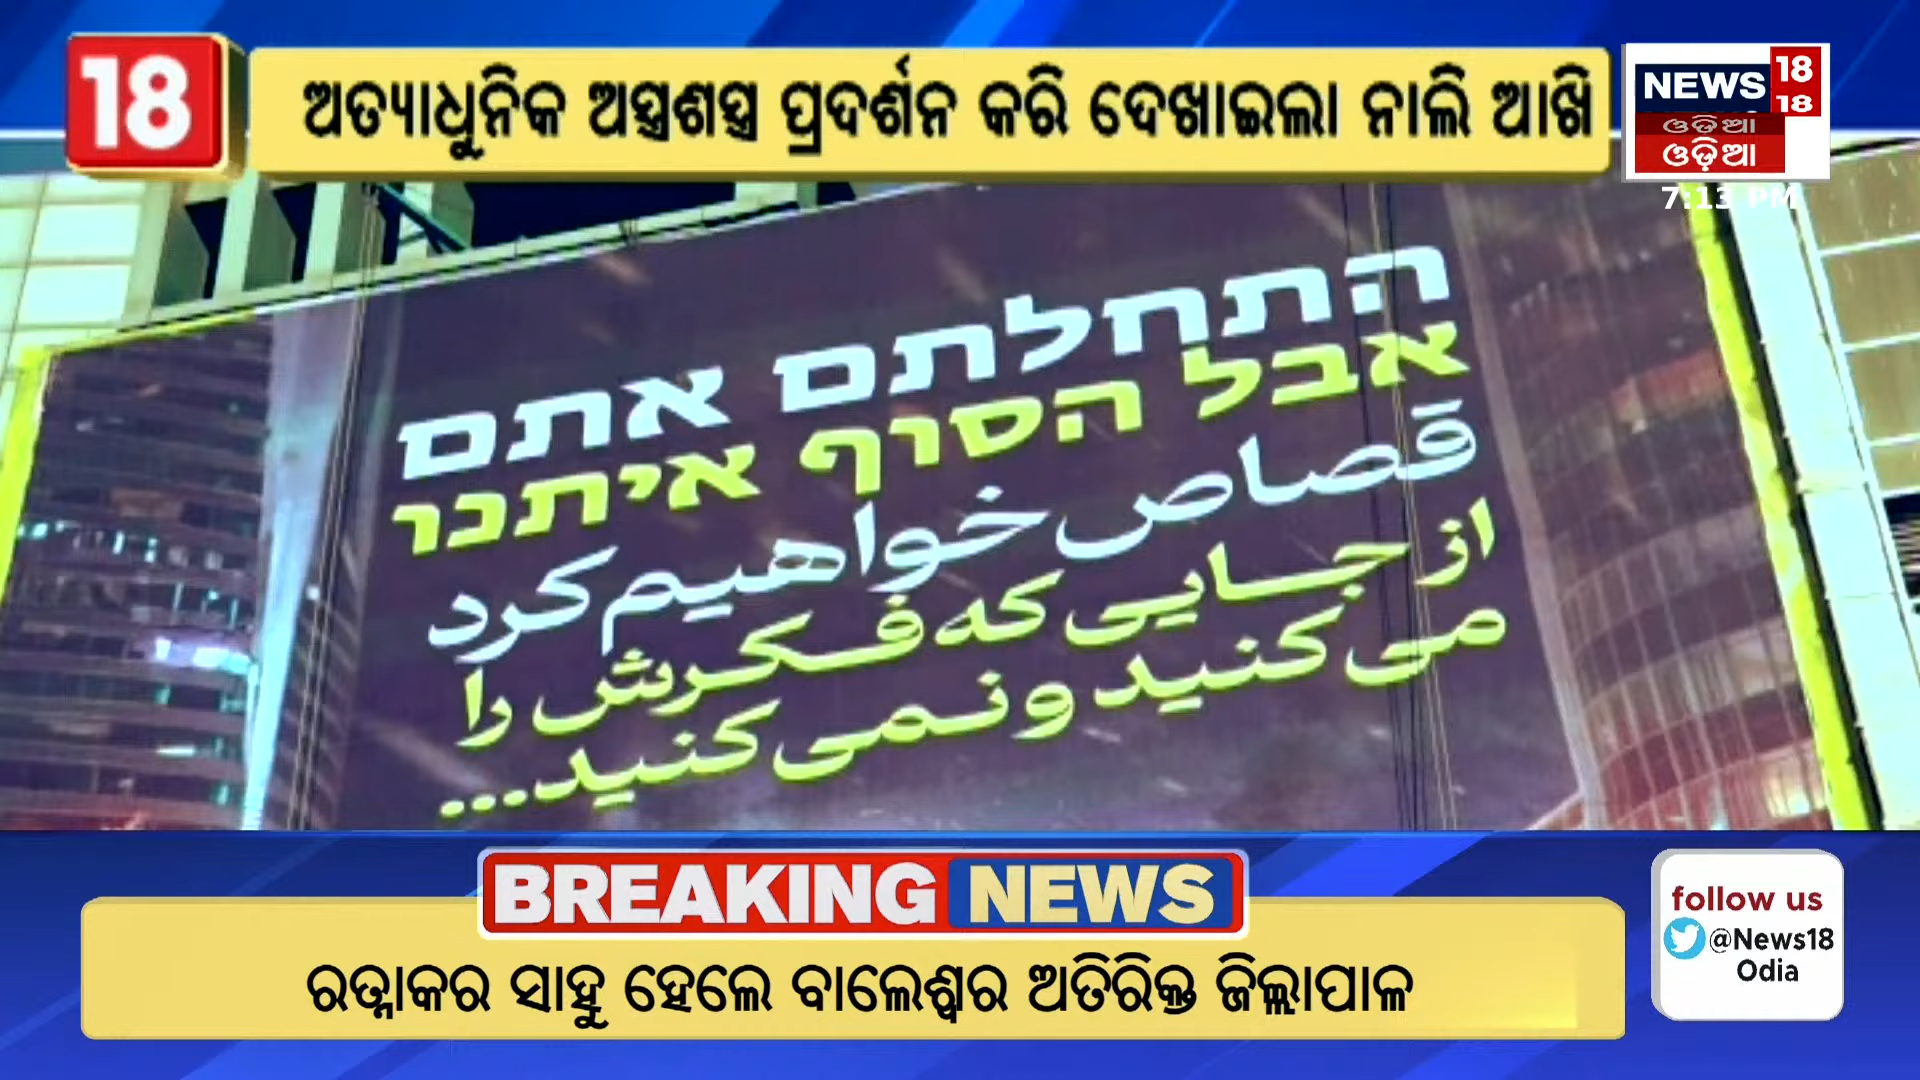 18
ଅତ୍ୟାଧୁନିକ ଅସ୍ତ୍ରଶସ୍ତ୍ର ପ୍ରଦର୍ଶନ କରି ଦେଖାଇଲା ନାଲି ଆଖି
NEWS 18
18
ଓଡ଼ିଆ
ଓଡ଼ିଆ
7:13 PM
התחלתם אתם
אבל הסוף איתנו
قصاص خواهیم کرد
از جایی که فکرش را
می کنید و نمی کنید...
BREAKING NEWS
ରତ୍ନାକର ସାହୁ ହେଲେ ବାଲେଶ୍ୱର ଅତିରିକ୍ତ ଜିଲ୍ଲାପାଳ
follow us
@News18
Odia